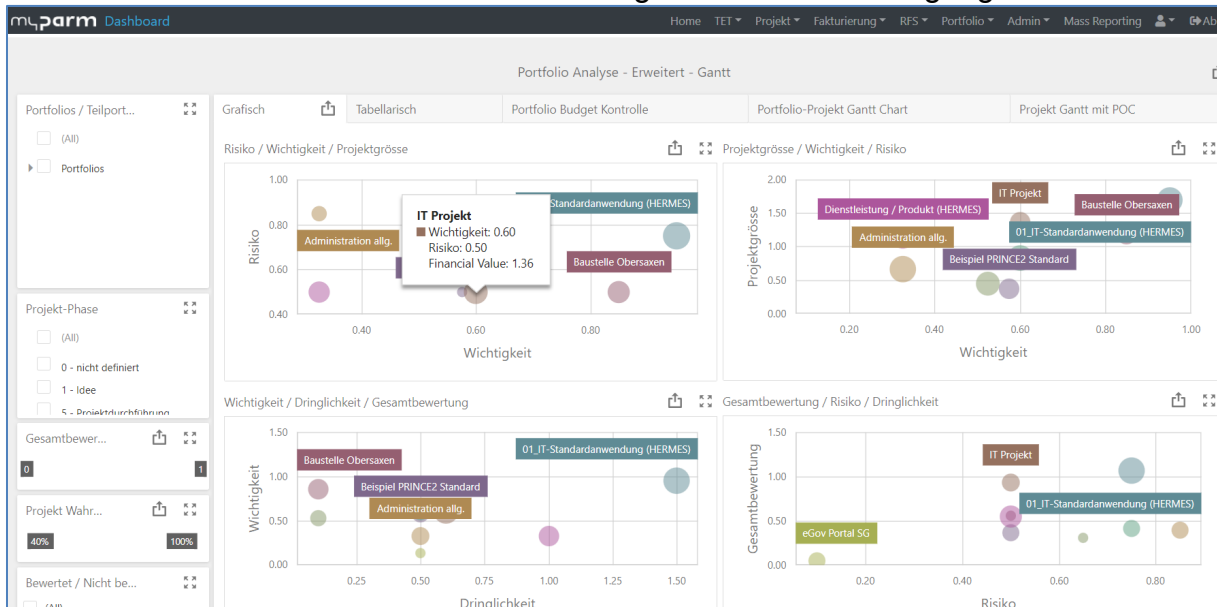 myparm Dashboard Home TET Projekt Fakturierung RFS Portfolio Admin Mass Reporting Ab
Portfolio Analyse - Erweitert - Gantt
Portfolios / Teilport...
(All)
Portfolios
Projekt-Phase
(All)
0 - nicht definiert
1 - Idee
5 - Projektdurchführung
Gesamtbewer...
0 1
Projekt Wahr...
40% 100%
Bewertet / Nicht be...
(All)
Grafisch Tabellarisch Portfolio Budget Kontrolle Portfolio-Projekt Gantt Chart Projekt Gantt mit POC
Risiko / Wichtigkeit / Projektgrösse
Risiko
1.00
0.80
0.60
0.40
0.40 0.60 0.80
Wichtigkeit
Standardanwendung (HERMES)
Administration allg.
Baustelle Obersaxen
IT Projekt
Wichtigkeit: 0.60
Risiko: 0.50
Financial Value: 1.36
Projektgrösse / Wichtigkeit / Risiko
Projektgrösse
2.00
1.50
1.00
0.50
0.00
0.20 0.40 0.60 0.80 1.00
Wichtigkeit
IT Projekt
Dienstleistung / Produkt (HERMES)
Baustelle Obersaxen
Administration allg.
01_IT-Standardanwendung (HERMES)
Beispiel PRINCE2 Standard
Wichtigkeit / Dringlichkeit / Gesamtbewertung
Wichtigkeit
1.50
1.00
0.50
0.00
0.25 0.50 0.75 1.00 1.25 1.50
Dringlichkeit
01_IT-Standardanwendung (HERMES)
Baustelle Obersaxen
Beispiel PRINCE2 Standard
Administration allg.
Gesamtbewertung / Risiko / Dringlichkeit
Gesamtbewertung
1.50
1.00
0.50
0.00
0.20 0.40 0.60 0.80
Risiko
IT Projekt
01_IT-Standardanwendung (HERMES)
eGov Portal SG